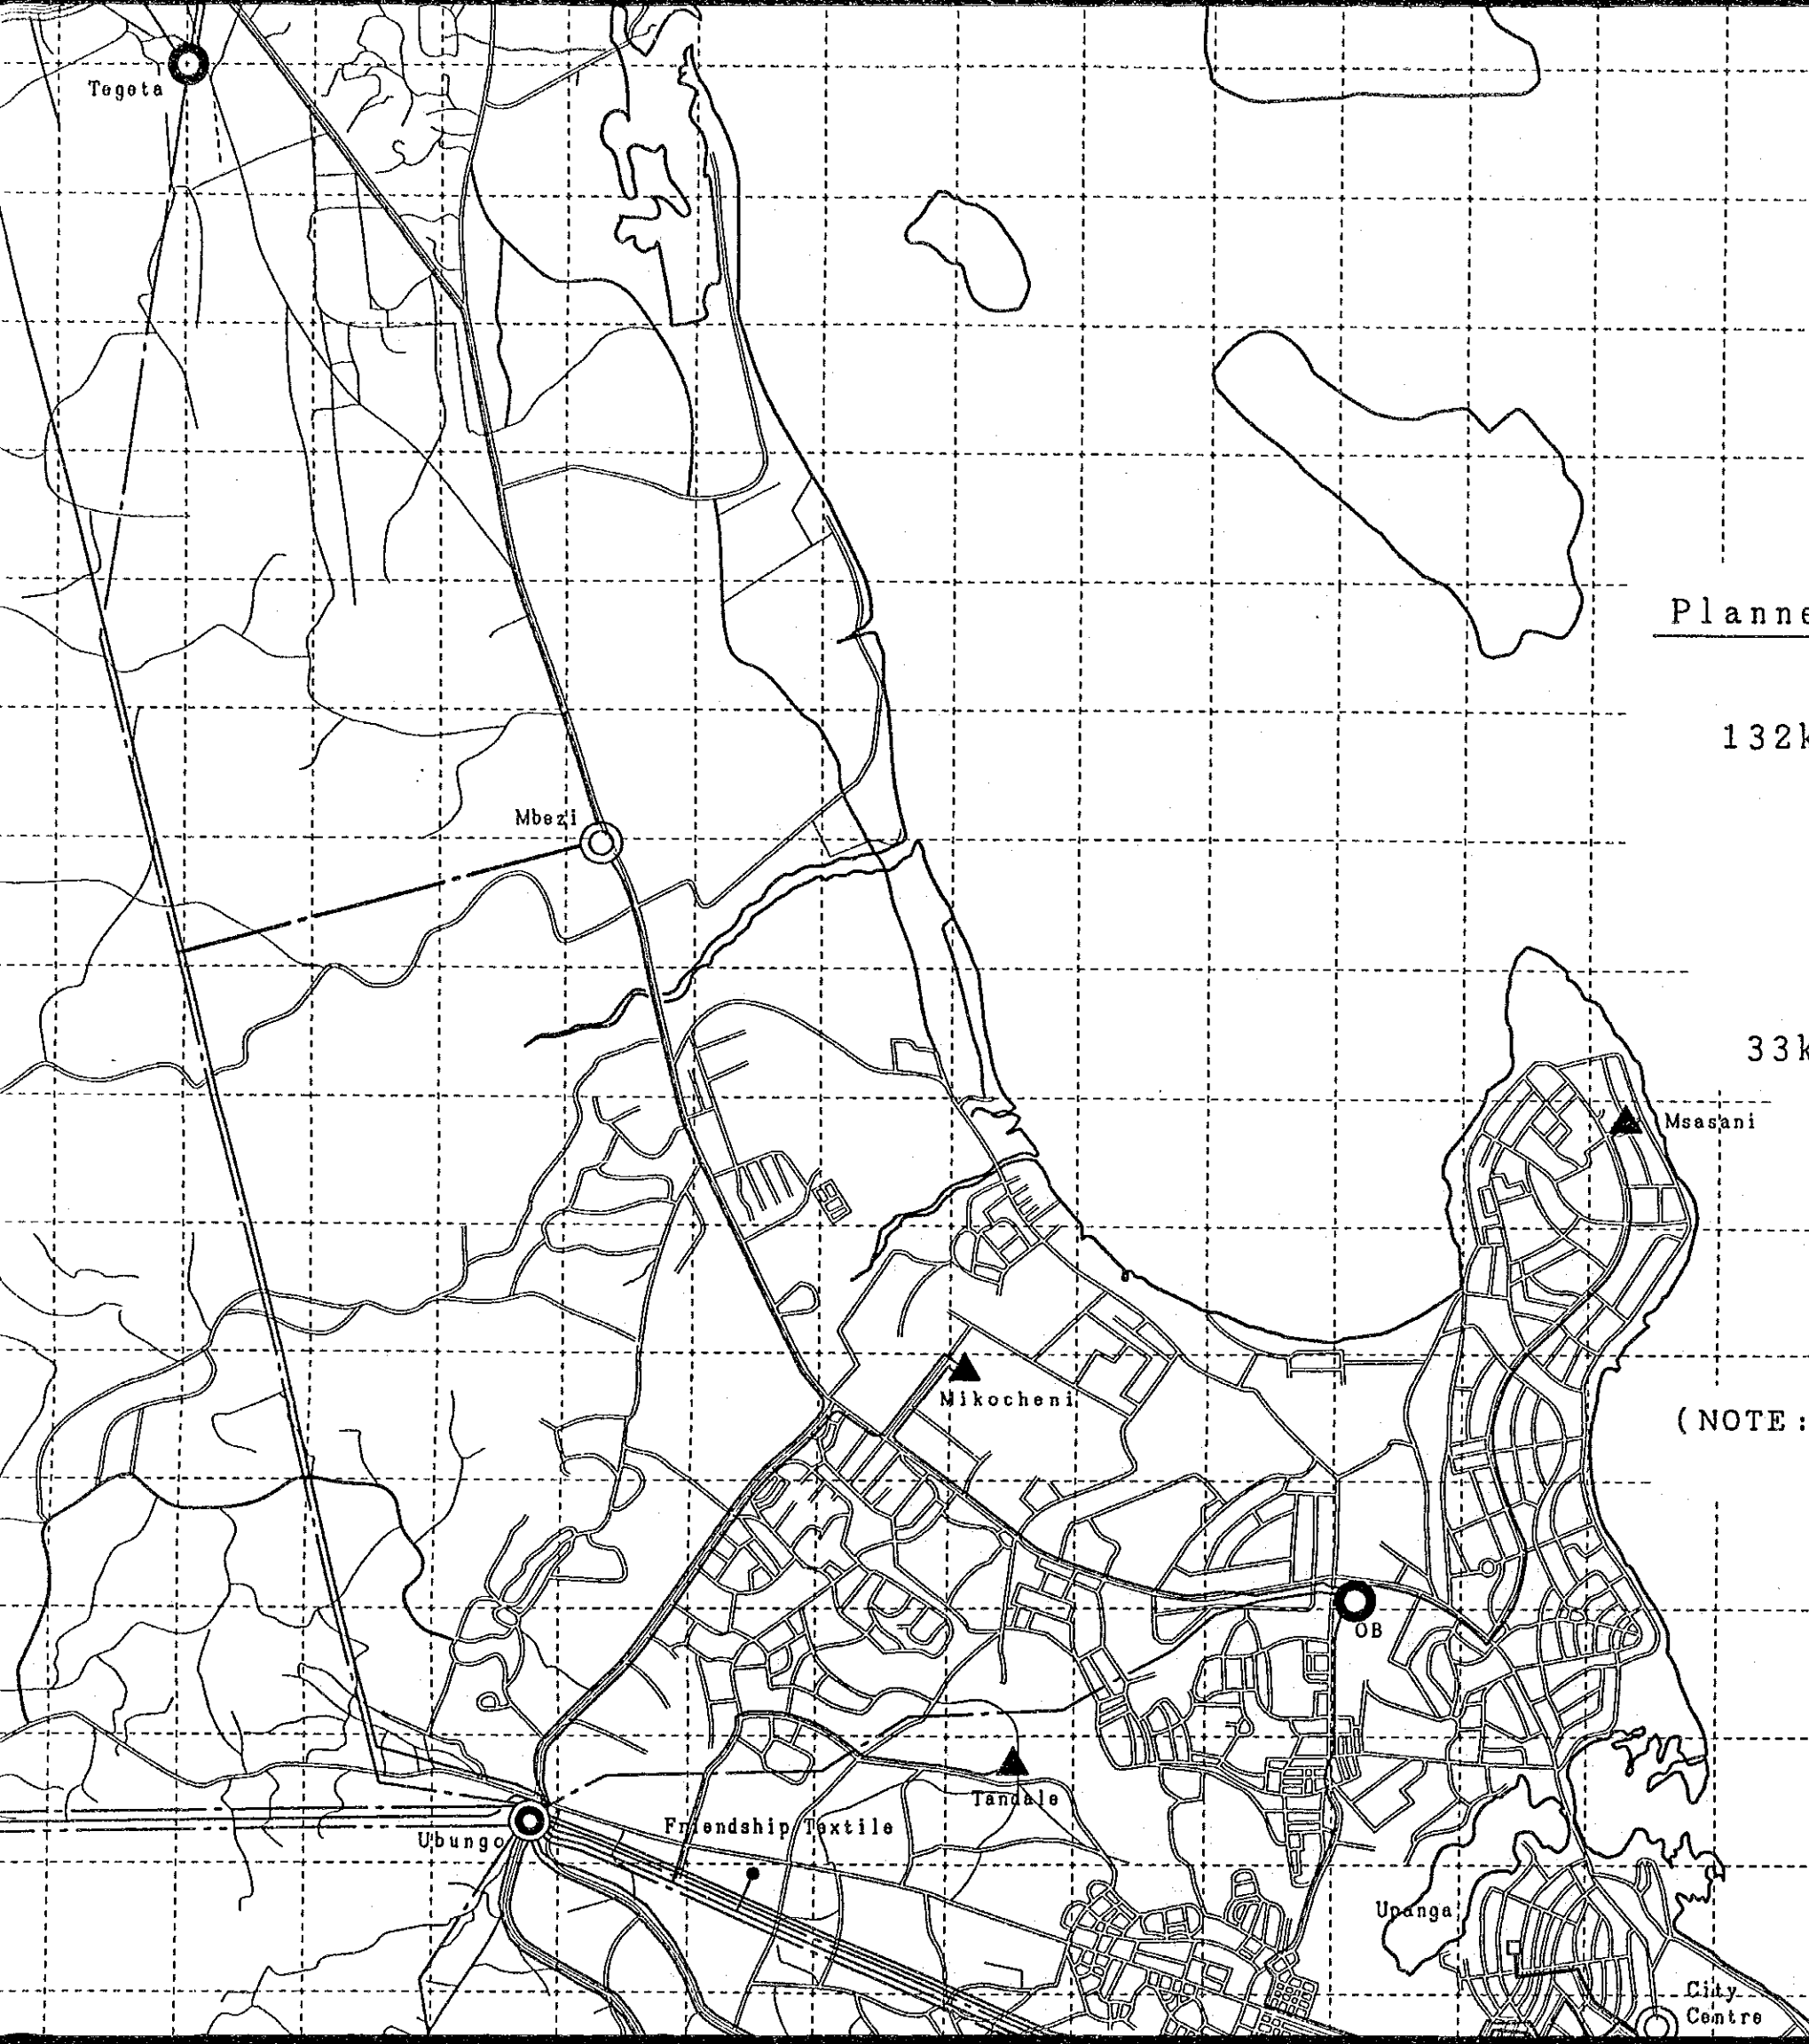 Tegeta
Planne
132k
Mbezi
33k
Msasani
Mikocheni
(NOTE:
OB
Tandale
Friendship Textile
Ubungo
Upanga
City
Centre